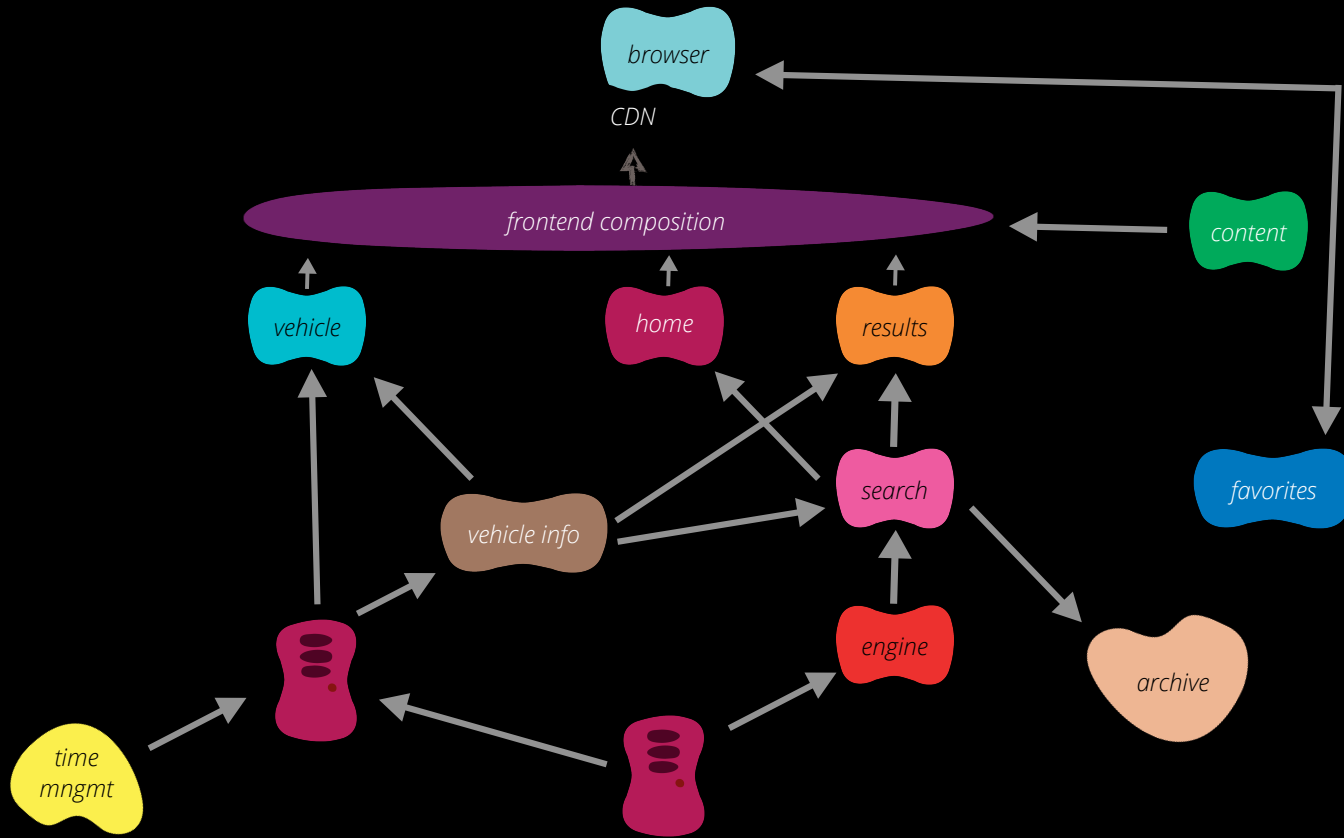 browser
CDN
frontend composition
content
vehicle
home
results
search
favorites
vehicle info
engine
archive
time
mngmt